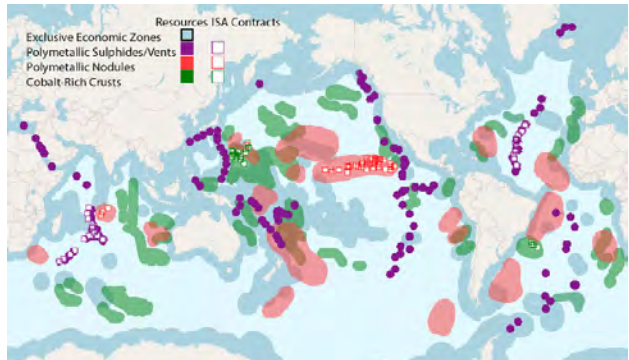 Resources ISA Contracts
Exclusive Economic Zones
Polymetallic Sulphides/Vents
Polymetallic Nodules
Cobalt-Rich Crusts